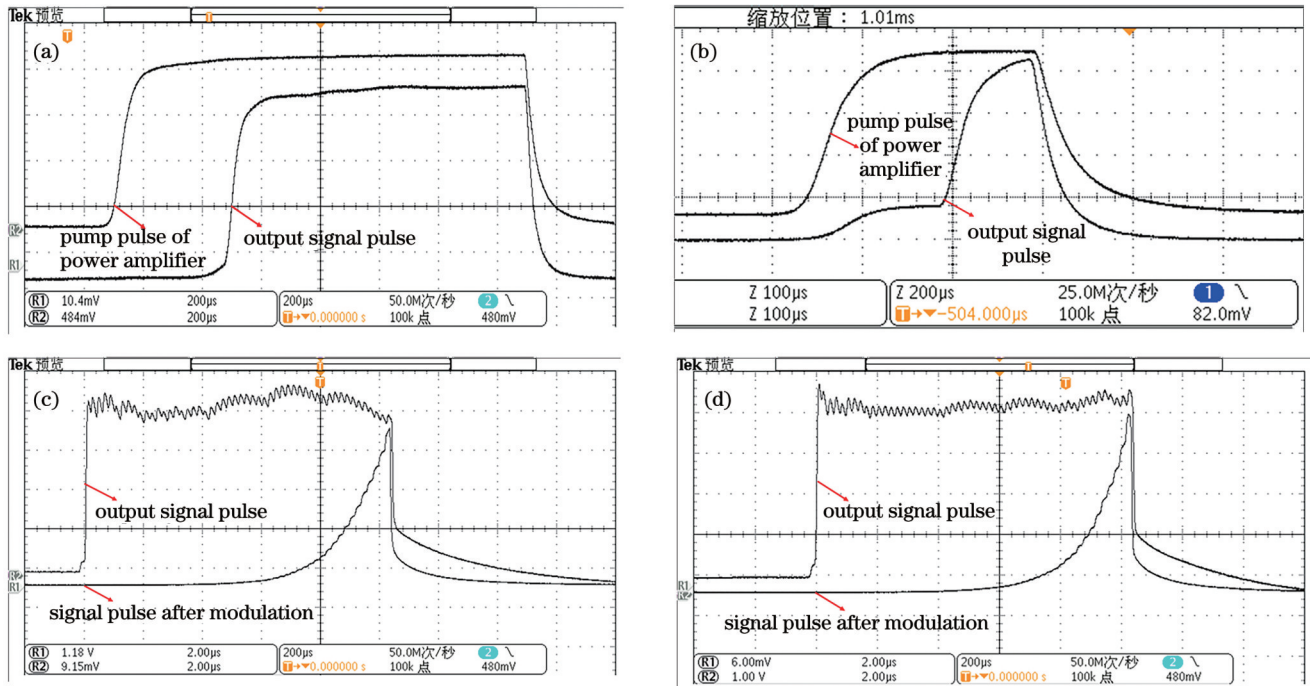 Tek 预览
(a)
pump pulse of
power amplifier
output signal pulse
R2
R1
R1 10.4mV 200μs
R2 484mV 200μs
200μs 50.0M次/秒 2
T→▼0.000000 s 100k 点 480mV
缩放位置： 1.01ms
(b)
pump pulse
of power
amplifier
output signal
pulse
Z 100μs
Z 100μs
Z 200μs 25.0M次/秒 1
T→▼-504.000μs 100k 点 82.0mV
Tek 预览
(c)
output signal pulse
signal pulse after modulation
R1
R1 1.18 V 2.00μs
R2 9.15mV 2.00μs
200μs 50.0M次/秒 2
T→▼0.000000 s 100k 点 480mV
Tek 预览
(d)
output signal pulse
signal pulse after modulation
R1
R1 6.00mV 2.00μs
R2 1.00 V 2.00μs
200μs 50.0M次/秒 2
T→▼0.000000 s 100k 点 480mV